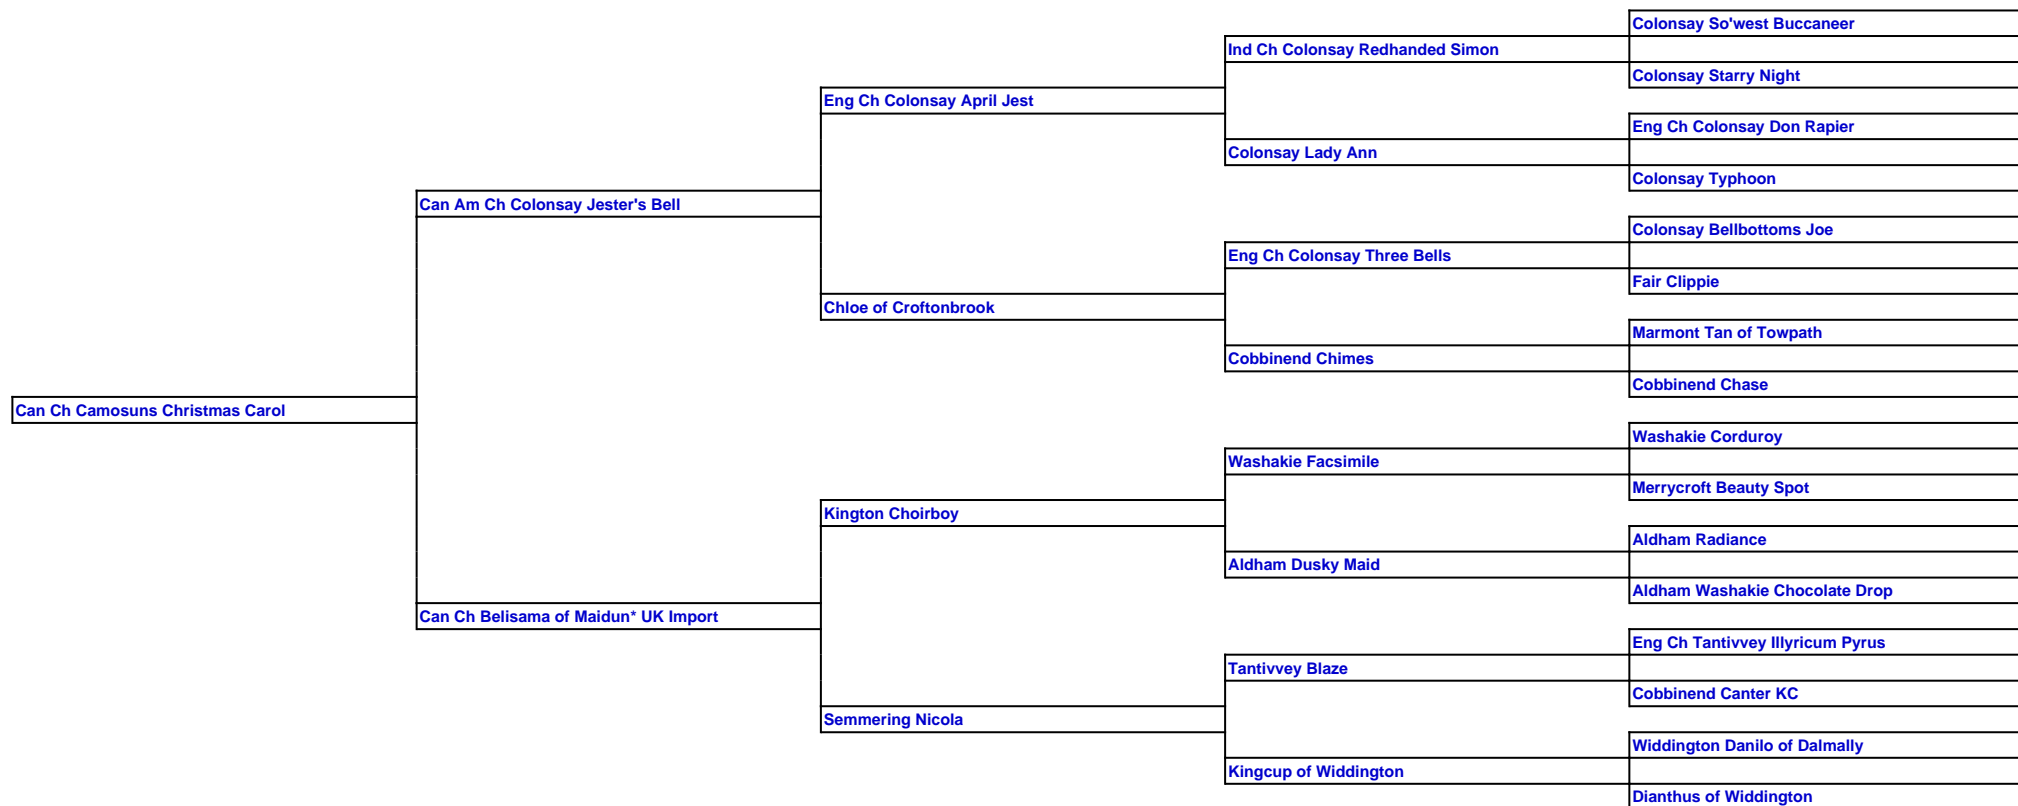 Colonsay So'west Buccaneer
Ind Ch Colonsay Redhanded Simon
Colonsay Starry Night
Eng Ch Colonsay April Jest
Eng Ch Colonsay Don Rapier
Colonsay Lady Ann
Colonsay Typhoon
Can Am Ch Colonsay Jester's Bell
Colonsay Bellbottoms Joe
Eng Ch Colonsay Three Bells
Fair Clippie
Chloe of Croftonbrook
Marmont Tan of Towpath
Cobbinend Chimes
Cobbinend Chase
Can Ch Camosuns Christmas Carol
Washakie Corduroy
Washakie Facsimile
Merrycroft Beauty Spot
Kington Choirboy
Aldham Radiance
Aldham Dusky Maid
Aldham Washakie Chocolate Drop
Can Ch Belisama of Maidun* UK Import
Eng Ch Tantivvey Illyricum Pyrus
Tantivvey Blaze
Cobbinend Canter KC
Semmering Nicola
Widdington Danilo of Dalmally
Kingcup of Widdington
Dianthus of Widdington